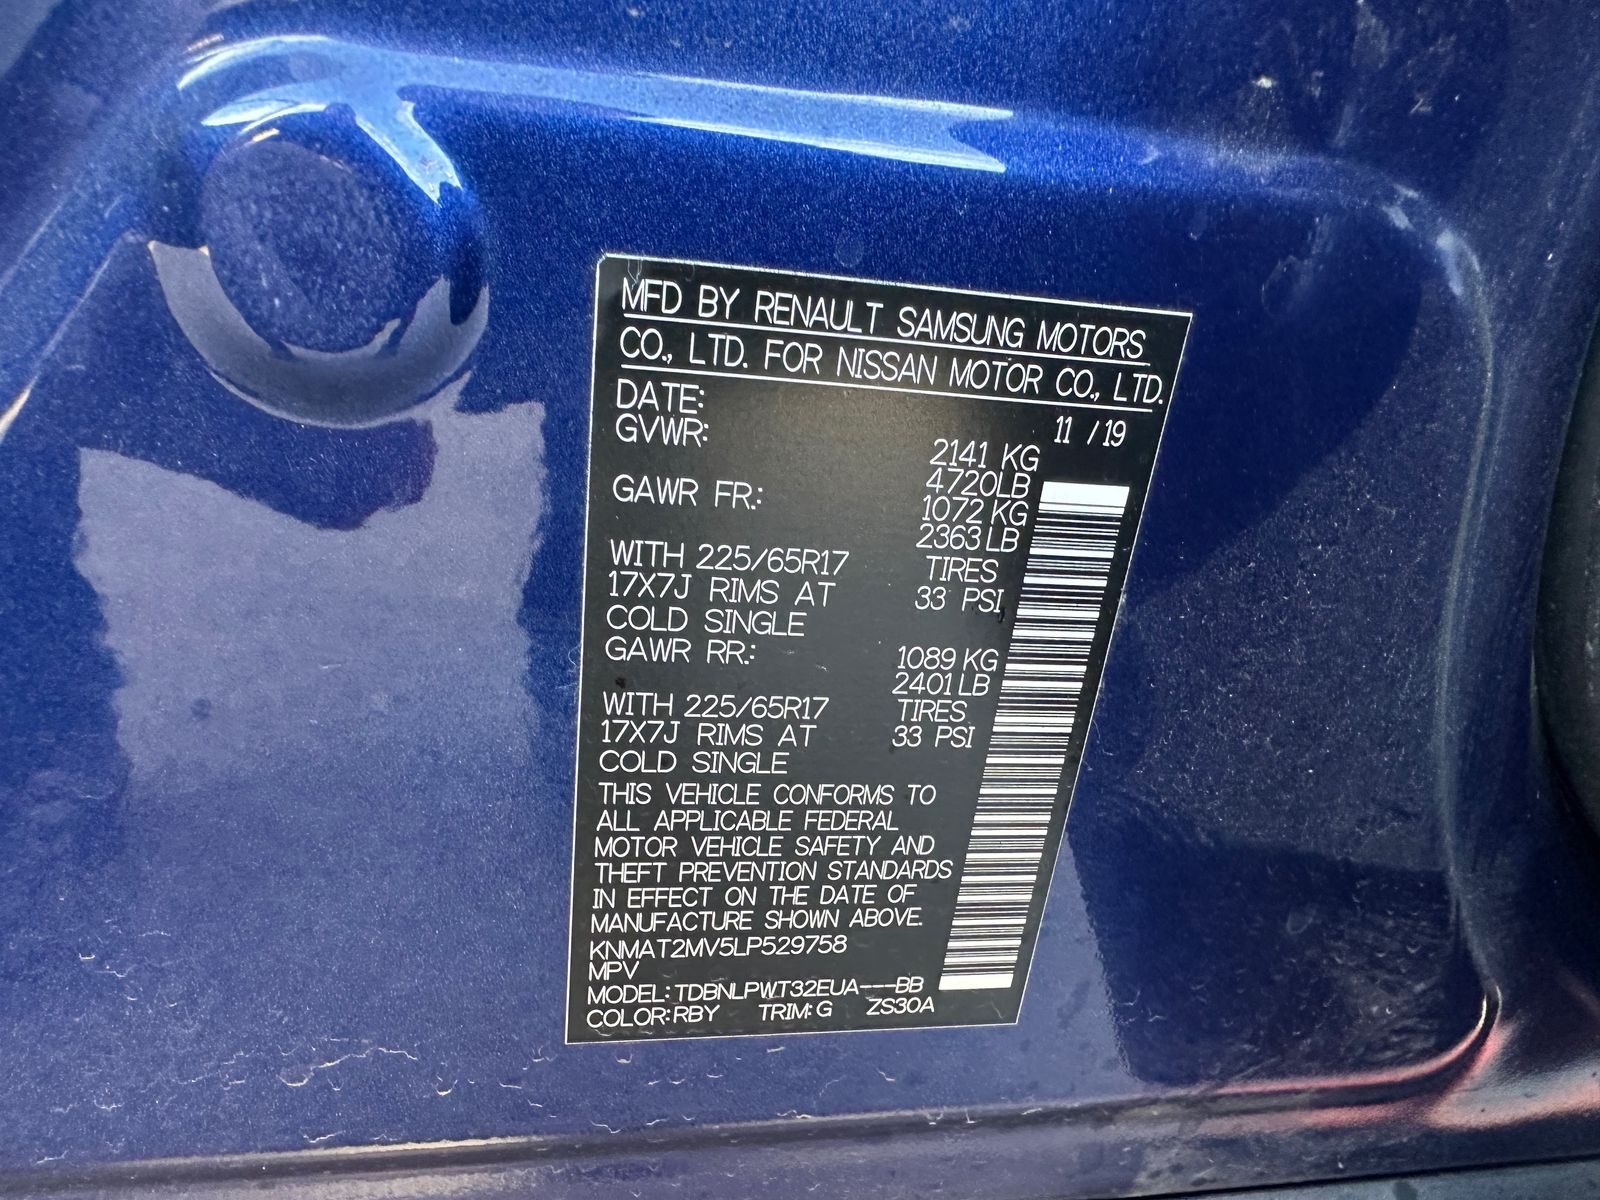 MFD BY RENAULT SAMSUNG MOTORS
CO., LTD. FOR NISSAN MOTOR CO., LTD.
DATE: 11 /19
GVWR: 2141 KG
4720LB
GAWR FR.: 1072 KG
2363LB
WITH 225/65R17 TIRES
17X7J RIMS AT 33 PSI
COLD SINGLE
GAWR RR.: 1089 KG
2401LB
WITH 225/65R17 TIRES
17X7J RIMS AT 33 PSI
COLD SINGLE
THIS VEHICLE CONFORMS TO
ALL APPLICABLE FEDERAL
MOTOR VEHICLE SAFETY AND
THEFT PREVENTION STANDARDS
IN EFFECT ON THE DATE OF
MANUFACTURE SHOWN ABOVE.
KNMAT2MV5LP529758
MPV
MODEL: TDBNLPWT32EUA---BB
COLOR:RBY TRIM: G ZS30A